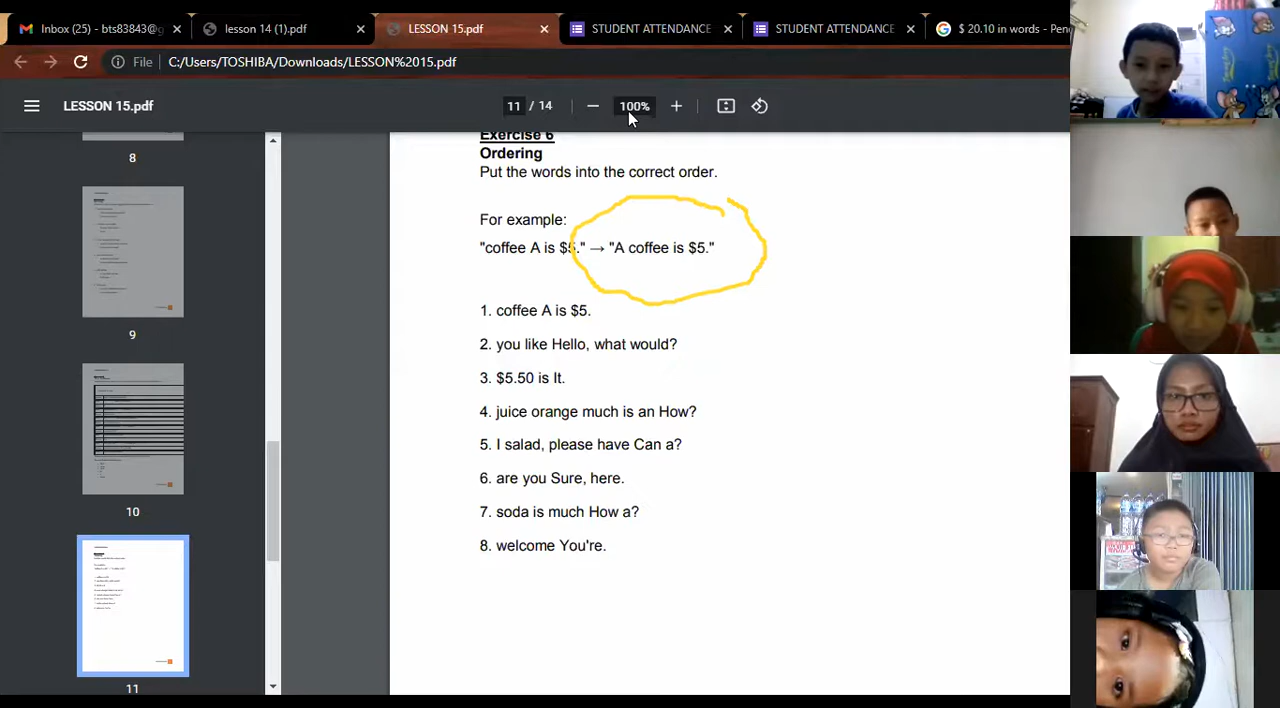 Inbox (25) - bts83843@g
lesson 14 (1).pdf
LESSON 15.pdf
STUDENT ATTENDANCE
STUDENT ATTENDANCE
$ 20.10 in words - Pen
File
C:/Users/TOSHIBA/Downloads/LESSON%2015.pdf
LESSON 15.pdf
11 / 14
100%
8
9
10
11
Exercise 6
Ordering
Put the words into the correct order.
For example:
"coffee A is $5." → "A coffee is $5."
1. coffee A is $5.
2. you like Hello, what would?
3. $5.50 is It.
4. juice orange much is an How?
5. I salad, please have Can a?
6. are you Sure, here.
7. soda is much How a?
8. welcome You're.